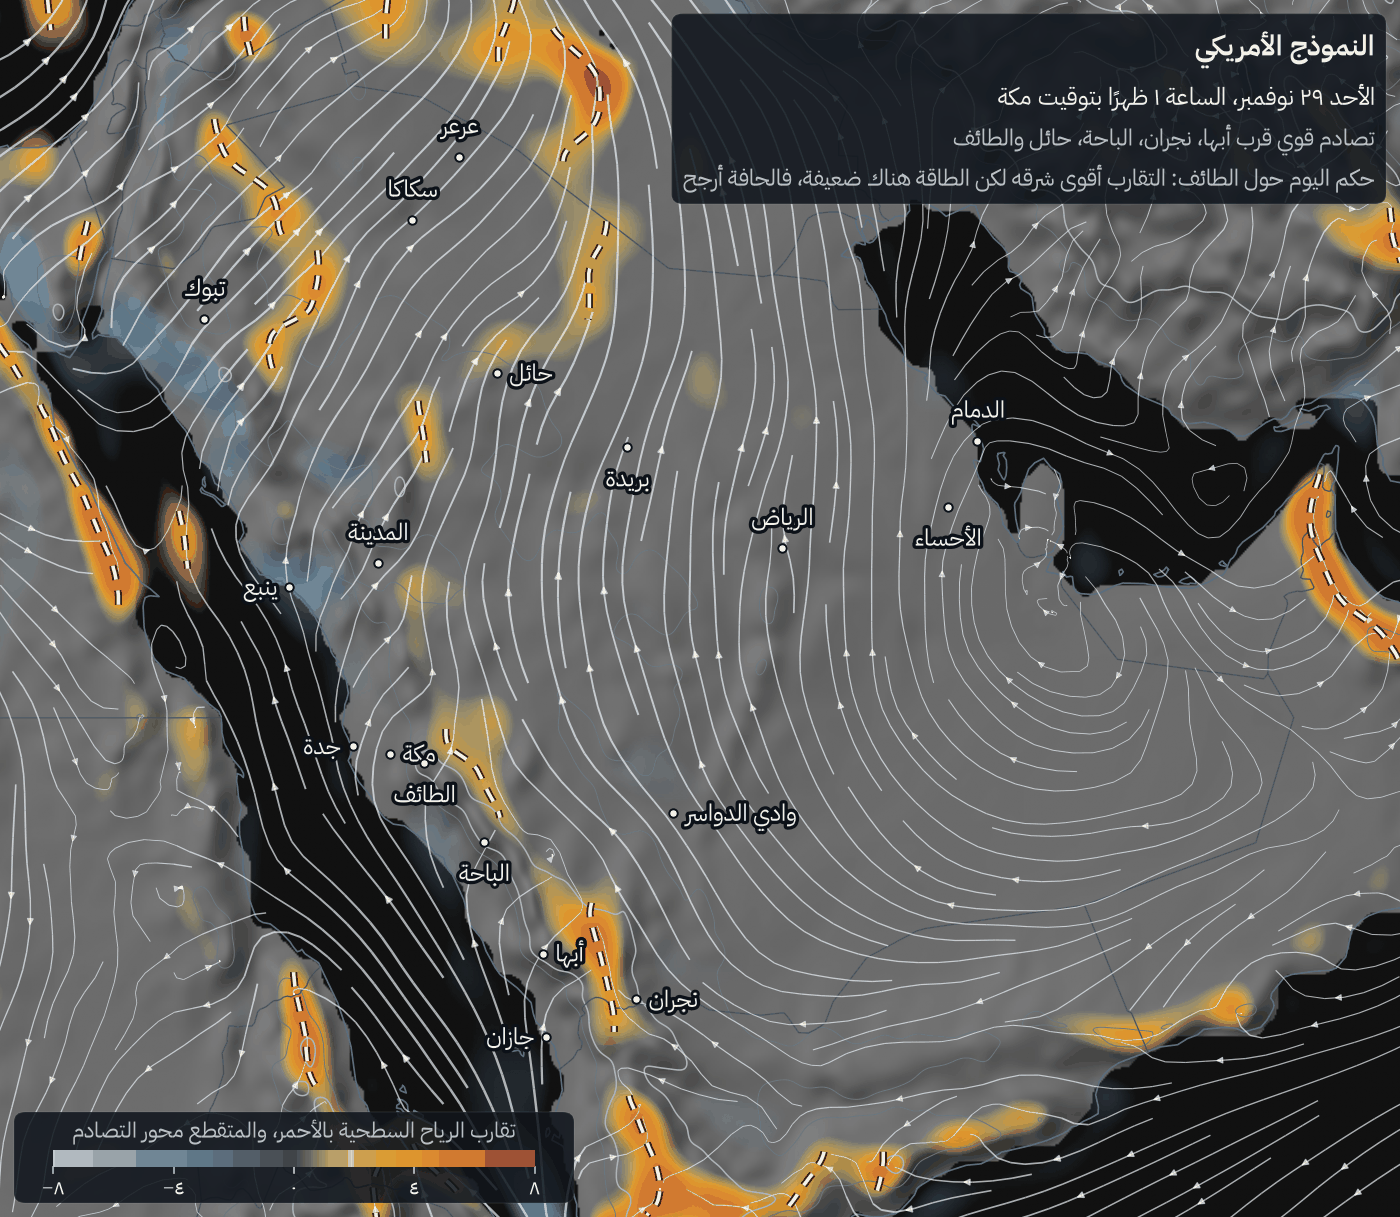 النموذج الأمريكي
الأحد ٢٩ نوفمبر، الساعة ١ ظهرًا بتوقيت مكة
تصادم قوي قرب أبها، نجران، الباحة، حائل والطائف
حكم اليوم حول الطائف: التقارب أقوى شرقه لكن الطاقة هناك ضعيفة، فالحافة أرجح
عرعر
سكاكا
تبوك
حائل
الدمام
بريدة
الرياض
الأحساء
المدينة
ينبع
جدة
مكة
الطائف
وادي الدواسر
الباحة
أبها
نجران
جازان
تقارب الرياح السطحية بالأحمر، والمتقطع محور التصادم
−٨ −٤ ٠ ٤ ٨